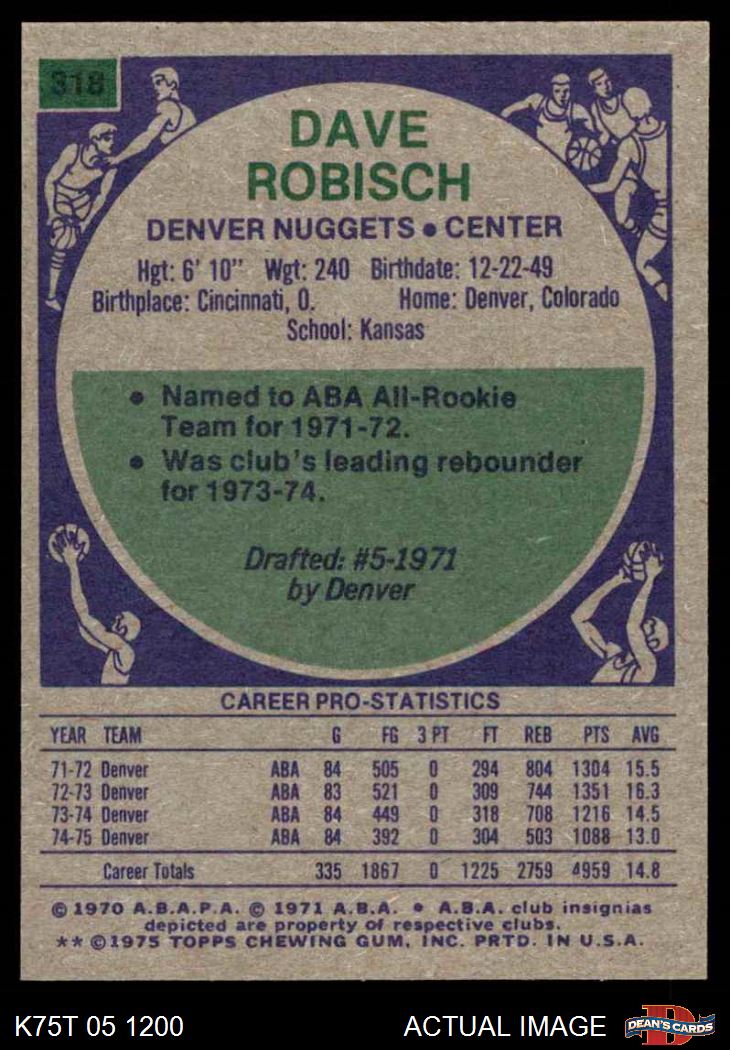 318
DAVE
ROBISCH
DENVER NUGGETS • CENTER
Hgt: 6' 10" Wgt: 240 Birthdate: 12-22-49
Birthplace: Cincinnati, O. Home: Denver, Colorado
School: Kansas
• Named to ABA All-Rookie
Team for 1971-72.
• Was club's leading rebounder
for 1973-74.
Drafted: #5-1971
by Denver
CAREER PRO-STATISTICS
YEAR TEAM G FG 3 PT FT REB PTS AVG
71-72 Denver ABA 84 505 0 294 804 1304 15.5
72-73 Denver ABA 83 521 0 309 744 1351 16.3
73-74 Denver ABA 84 449 0 318 708 1216 14.5
74-75 Denver ABA 84 392 0 304 503 1088 13.0
Career Totals 335 1867 0 1225 2759 4959 14.8
© 1970 A.B.A.P.A. © 1971 A.B.A. • A.B.A. club insignias
depicted are property of respective clubs.
** ©1975 TOPPS CHEWING GUM, INC. PRTD. IN U.S.A.
K75T 05 1200 ACTUAL IMAGE D DEAN'S CARDS